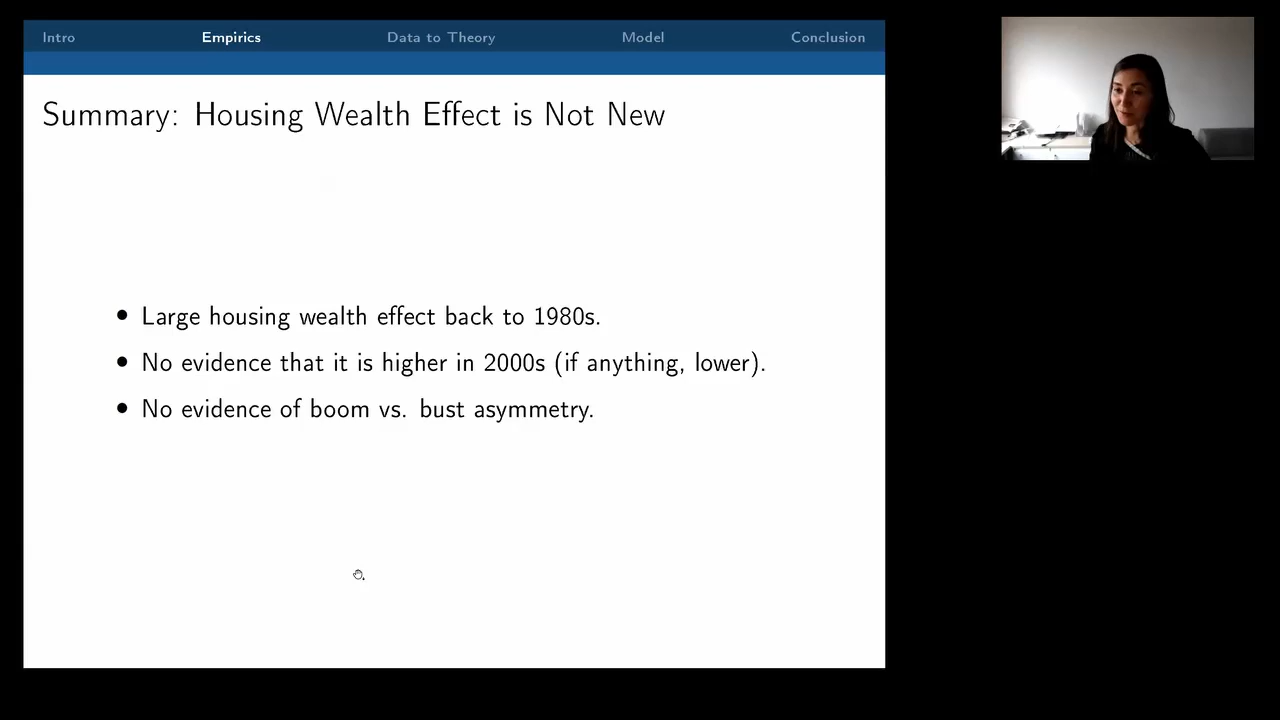 Intro Empirics Data to Theory Model Conclusion
Summary: Housing Wealth Effect is Not New
• Large housing wealth effect back to 1980s.
• No evidence that it is higher in 2000s (if anything, lower).
• No evidence of boom vs. bust asymmetry.